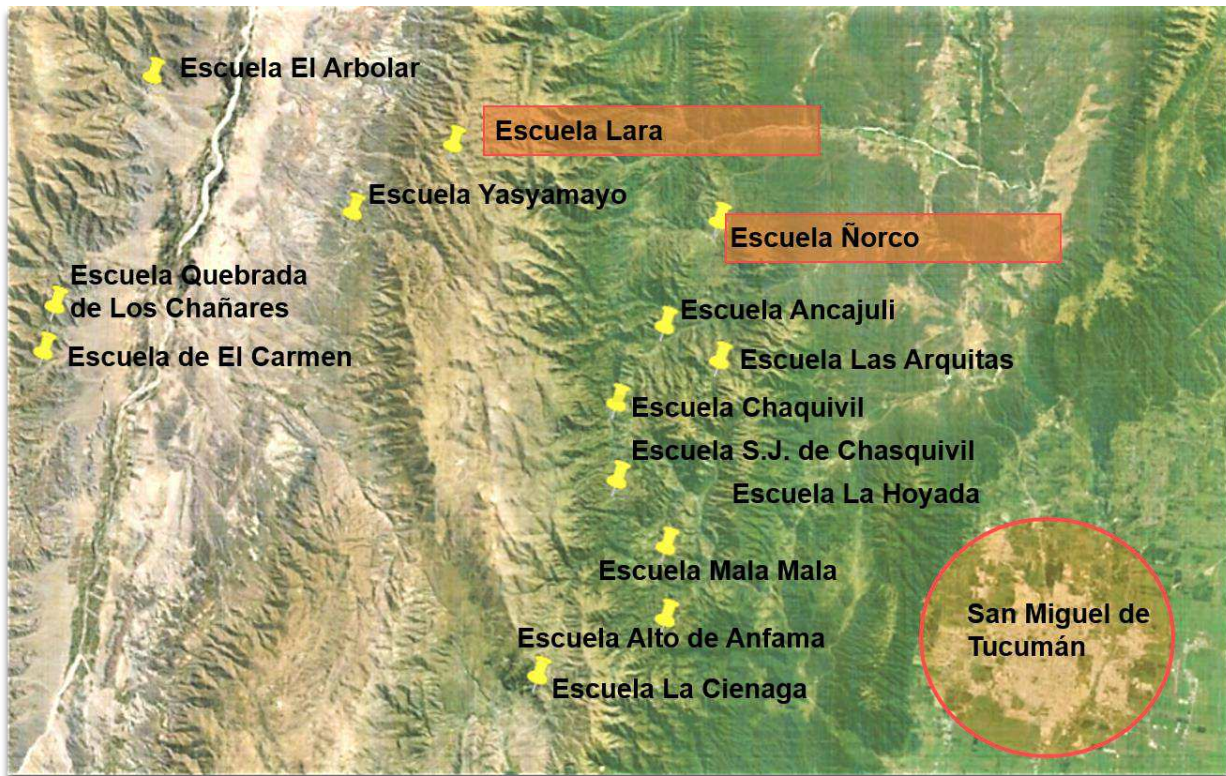 Escuela El Arbolar
Escuela Lara
Escuela Yasyamayo
Escuela Ñorco
Escuela Quebrada
de Los Chañares
Escuela Ancajuli
Escuela de El Carmen
Escuela Las Arquitas
Escuela Chaquivil
Escuela S.J. de Chasquivil
Escuela La Hoyada
Escuela Mala Mala
San Miguel de
Tucumán
Escuela Alto de Anfama
Escuela La Cienaga